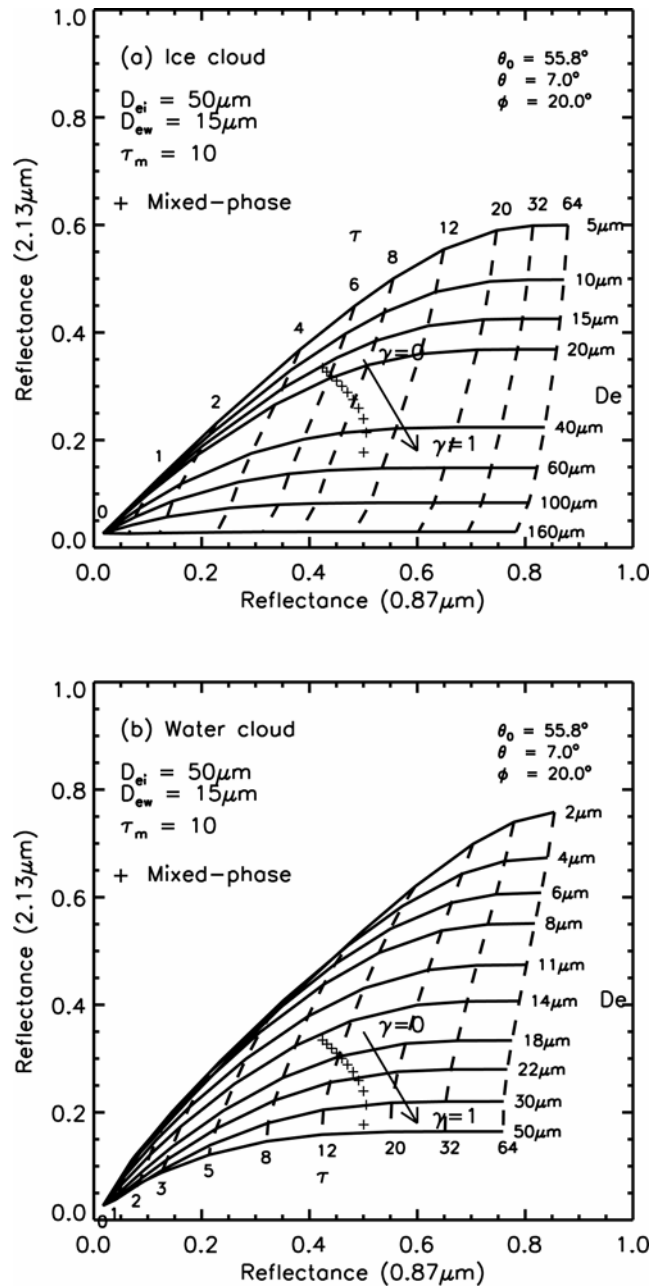 1.0
(a) Ice cloud
θ₀ = 55.8°
θ = 7.0°
ϕ = 20.0°
Dₑᵢ = 50μm
Dₑw = 15μm
τₘ = 10
+ Mixed-phase
0.8
0.6
0.4
0.2
0.0
Reflectance (2.13μm)
τ
0
1
2
4
6
8
12
20
32
64
5μm
10μm
15μm
20μm
De
40μm
60μm
100μm
160μm
γ=0
γ=1
0.0 0.2 0.4 0.6 0.8 1.0
Reflectance (0.87μm)
1.0
(b) Water cloud
θ₀ = 55.8°
θ = 7.0°
ϕ = 20.0°
Dₑᵢ = 50μm
Dₑw = 15μm
τₘ = 10
+ Mixed-phase
0.8
0.6
0.4
0.2
0.0
Reflectance (2.13μm)
2μm
4μm
6μm
8μm
11μm
14μm
De
18μm
22μm
30μm
50μm
γ=0
γ=1
0 1 2 3 5 8 12 20 32 64
τ
0.0 0.2 0.4 0.6 0.8 1.0
Reflectance (0.87μm)